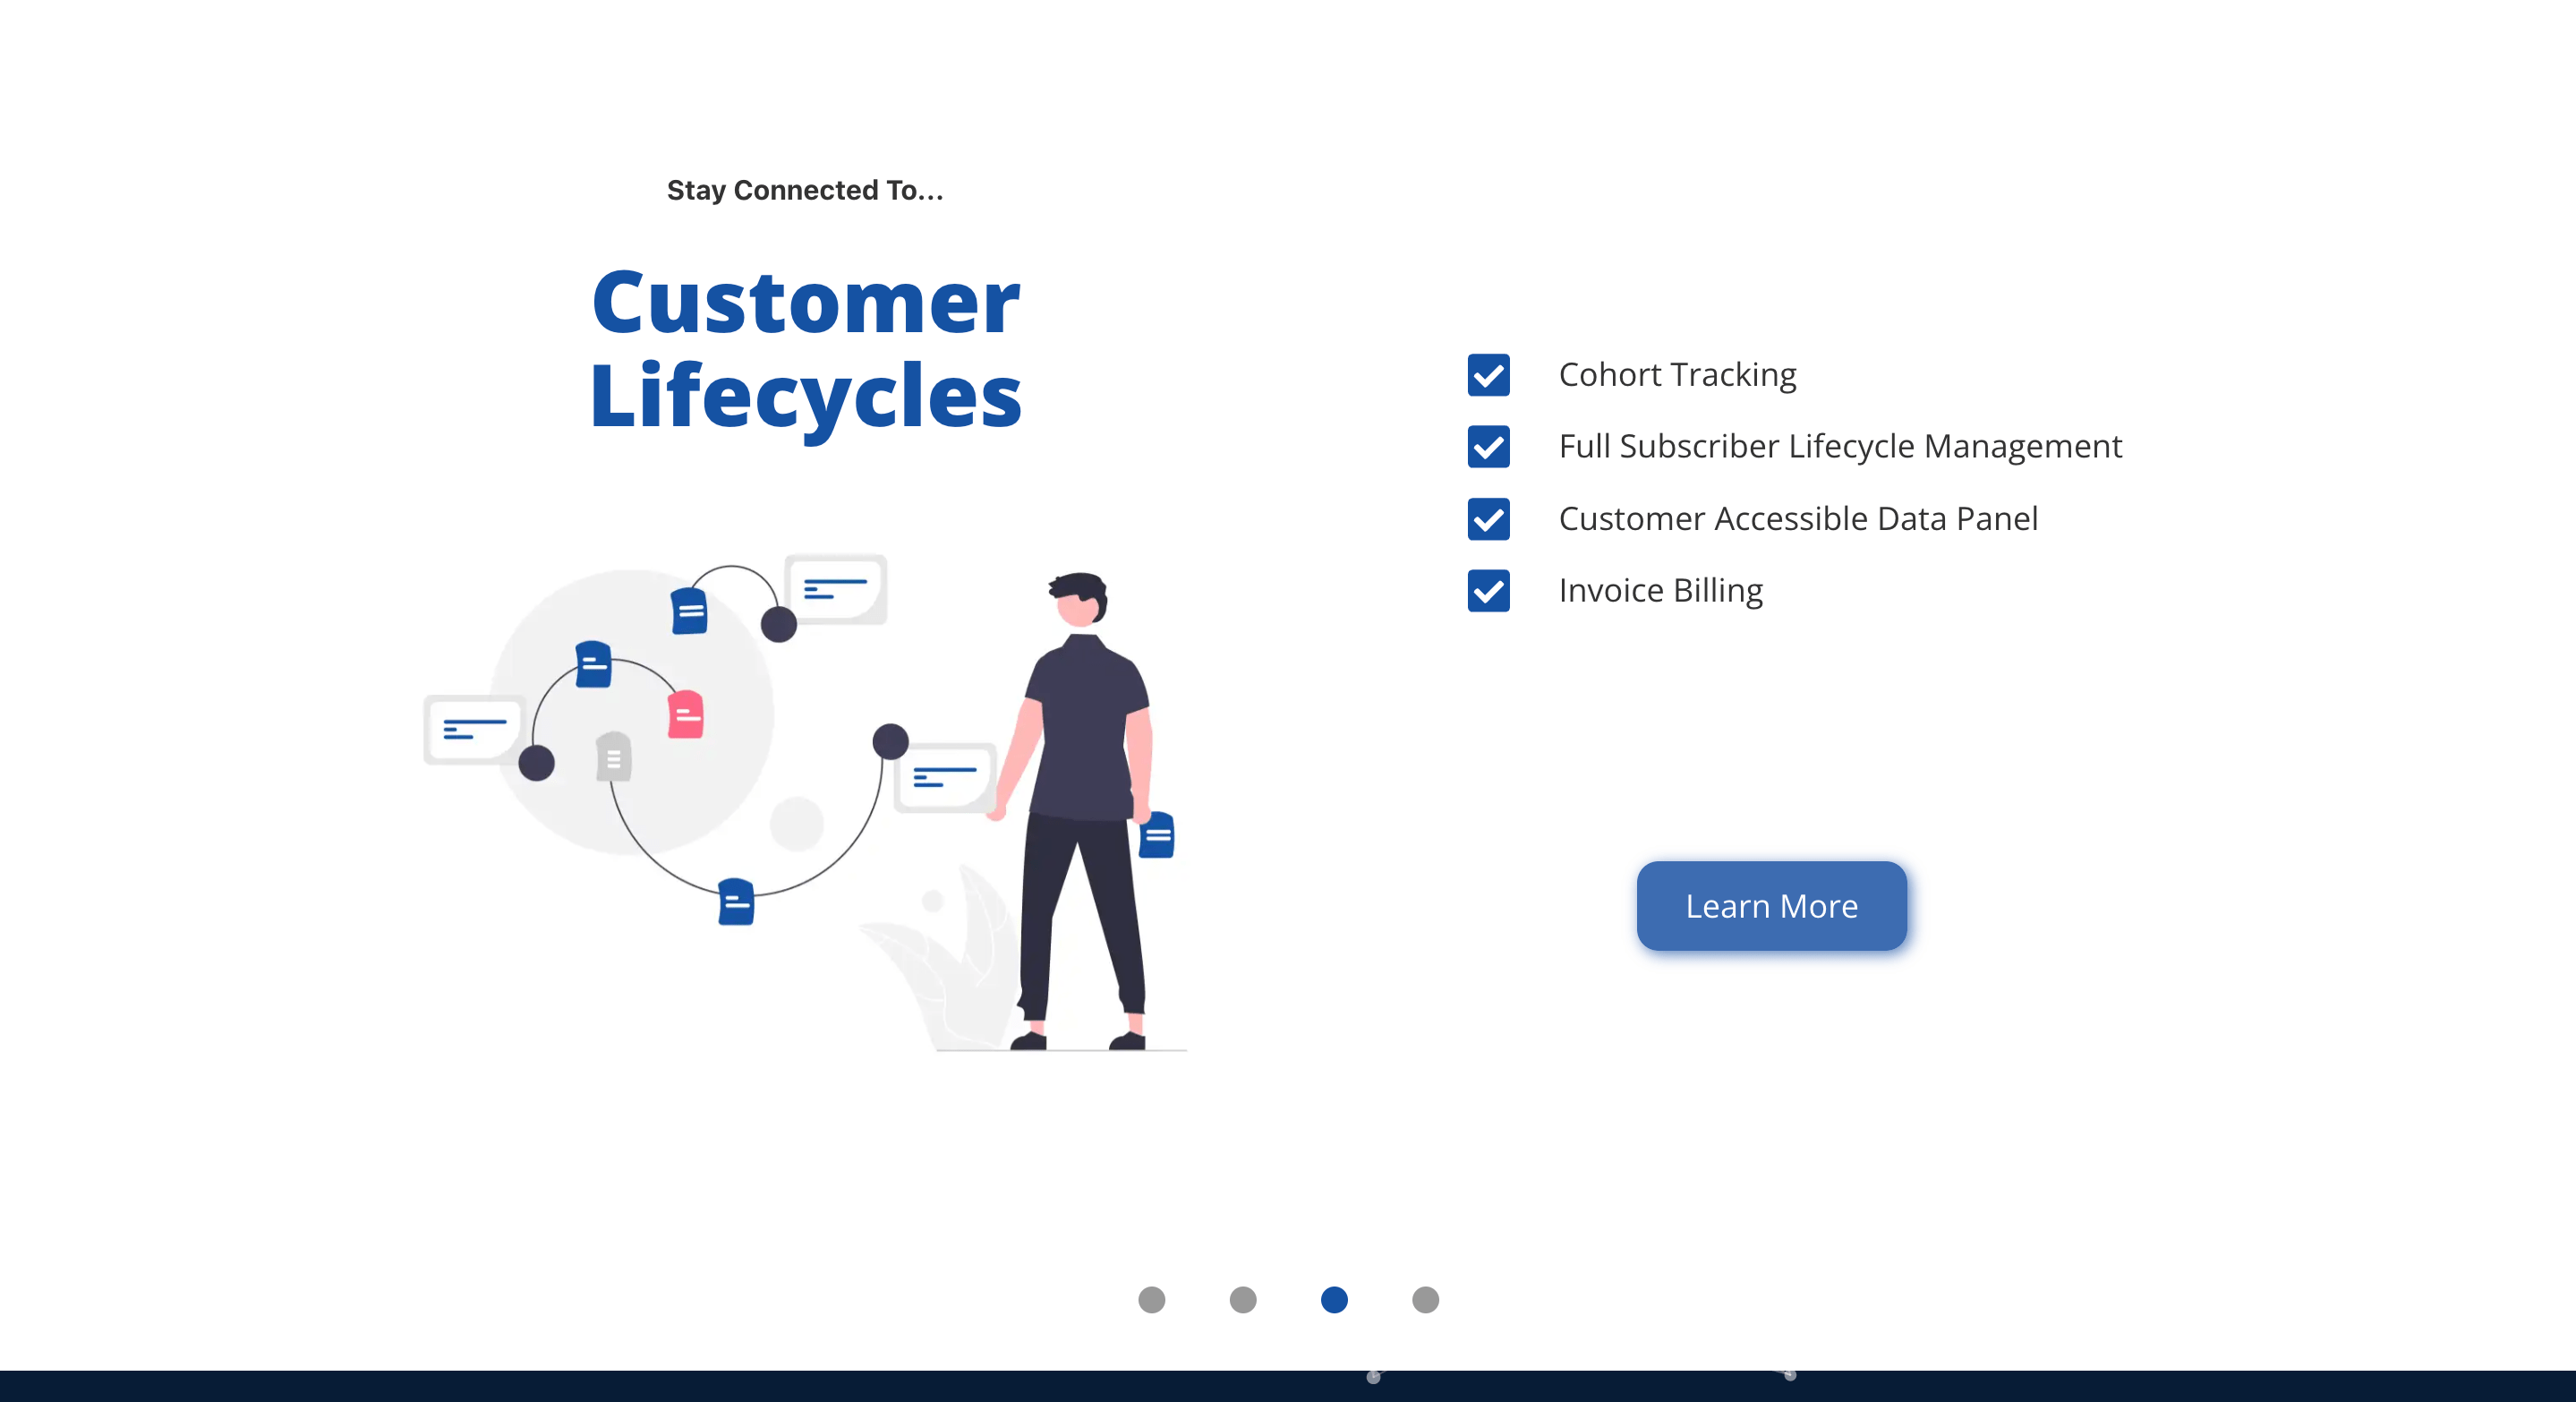 Stay Connected To...
Customer
Lifecycles
Cohort Tracking
Full Subscriber Lifecycle Management
Customer Accessible Data Panel
Invoice Billing
Learn More